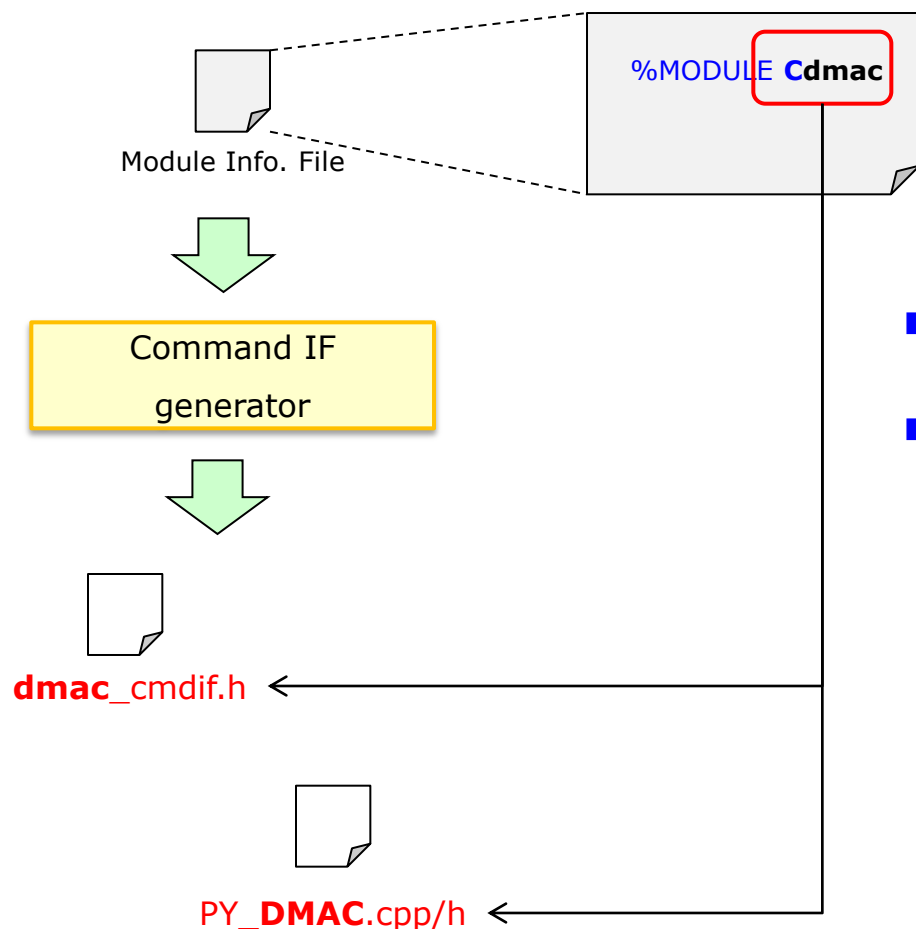 %MODULE Cdmac
Module Info. File
Command IF
generator
dmac_cmdif.h
PY_DMAC.cpp/h